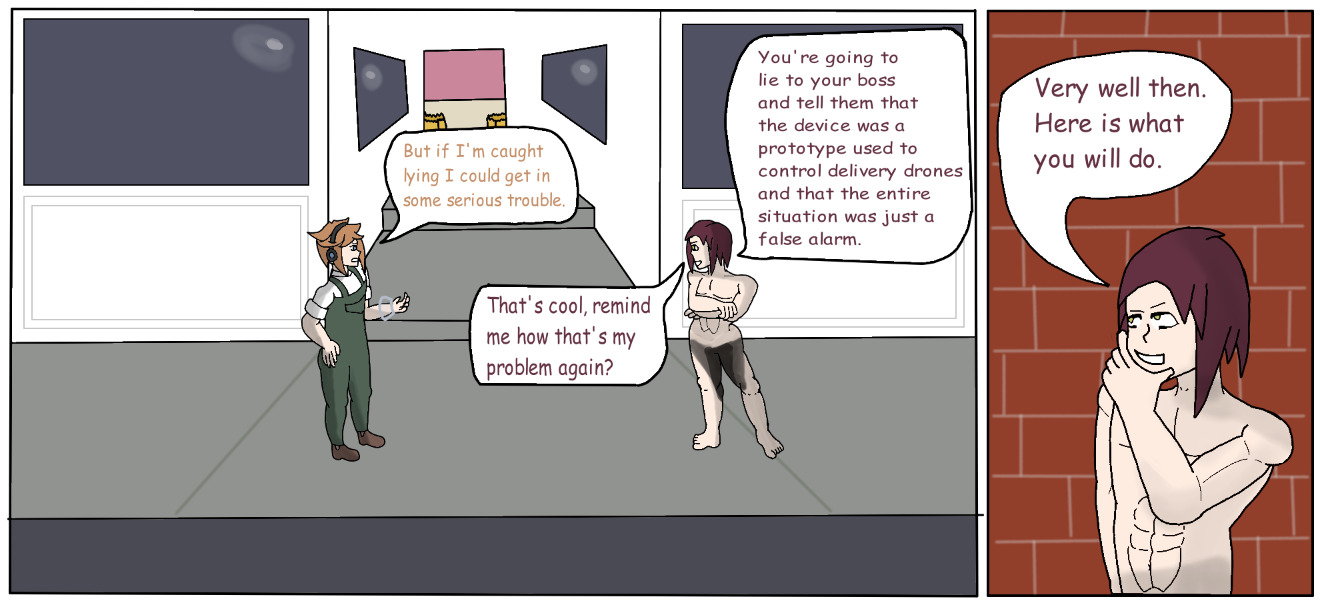 Very well then.
Here is what
you will do.
You're going to
lie to your boss
and tell them that
the device was a
prototype used to
control delivery drones
and that the entire
situation was just a
false alarm.
But if I'm caught
lying I could get in
some serious trouble.
That's cool, remind
me how that's my
problem again?